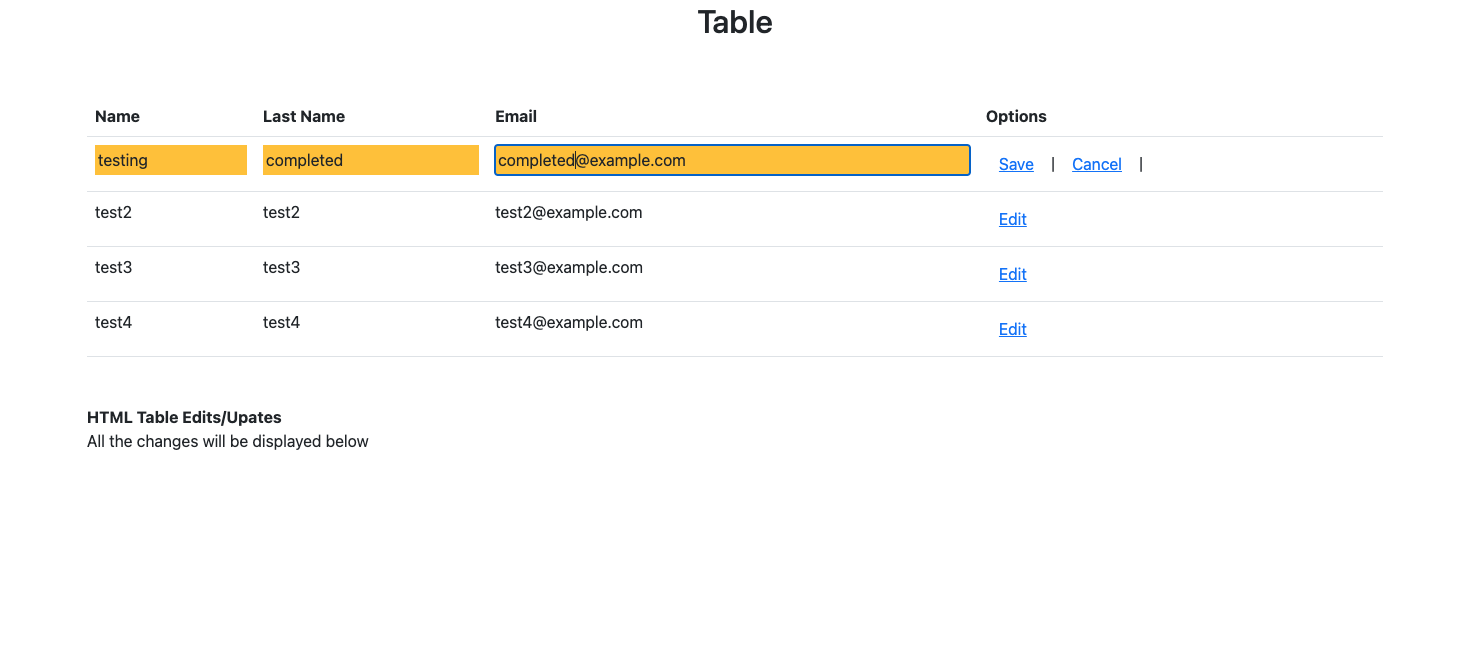 Table
Name Last Name Email Options
testing completed completed@example.com Save | Cancel |
test2 test2 test2@example.com Edit
test3 test3 test3@example.com Edit
test4 test4 test4@example.com Edit
HTML Table Edits/Upates
All the changes will be displayed below